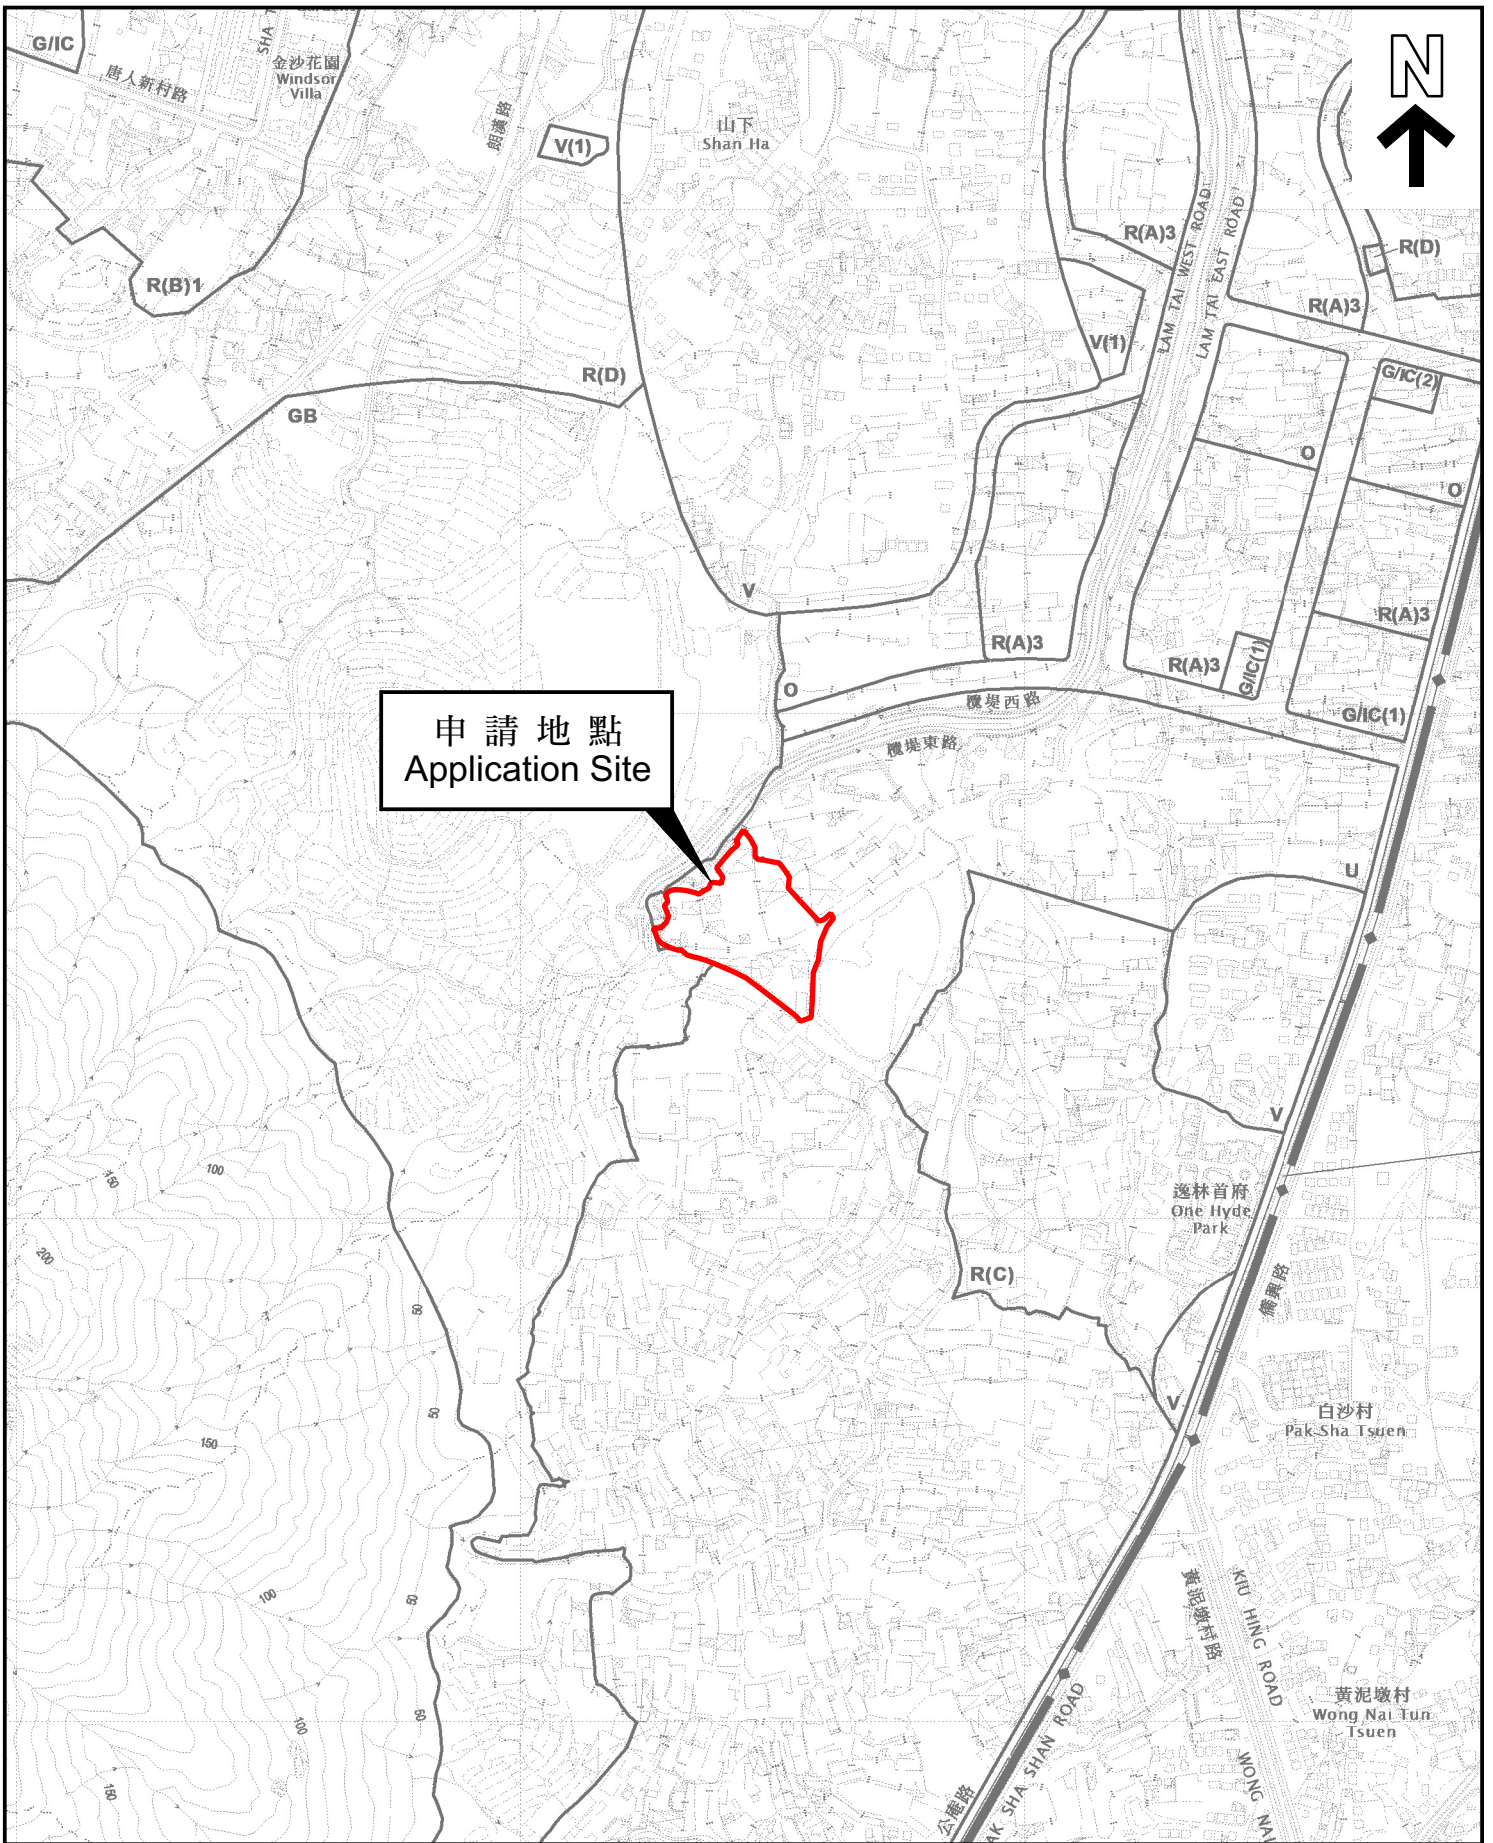 G/IC
SHA T
金沙花園
Windsor
Villa
唐人新村路
朗漢路
V(1)
山下
Shan Ha
N
R(A)3
LAM TAI WEST ROAD
LAM TAI EAST ROAD
R(D)
R(B)1
R(A)3
V(1)
R(D)
G/IC(2)
GB
O
O
V
R(A)3
R(A)3
R(A)3
G/IC(1)
O
欖堤西路
G/IC(1)
申請地點
Application Site
欖堤東路
U
V
100
150
逸林首府
One Hyde
Park
200
R(C)
50
僑興路
V
50
白沙村
Pak Sha Tsuen
150
100
50
黃泥墩村路
KIU HING ROAD
100
50
黃泥墩村
Wong Nai Tun
Tsuen
150
公庵路
AK SHA SHAN ROAD
WONG NAI